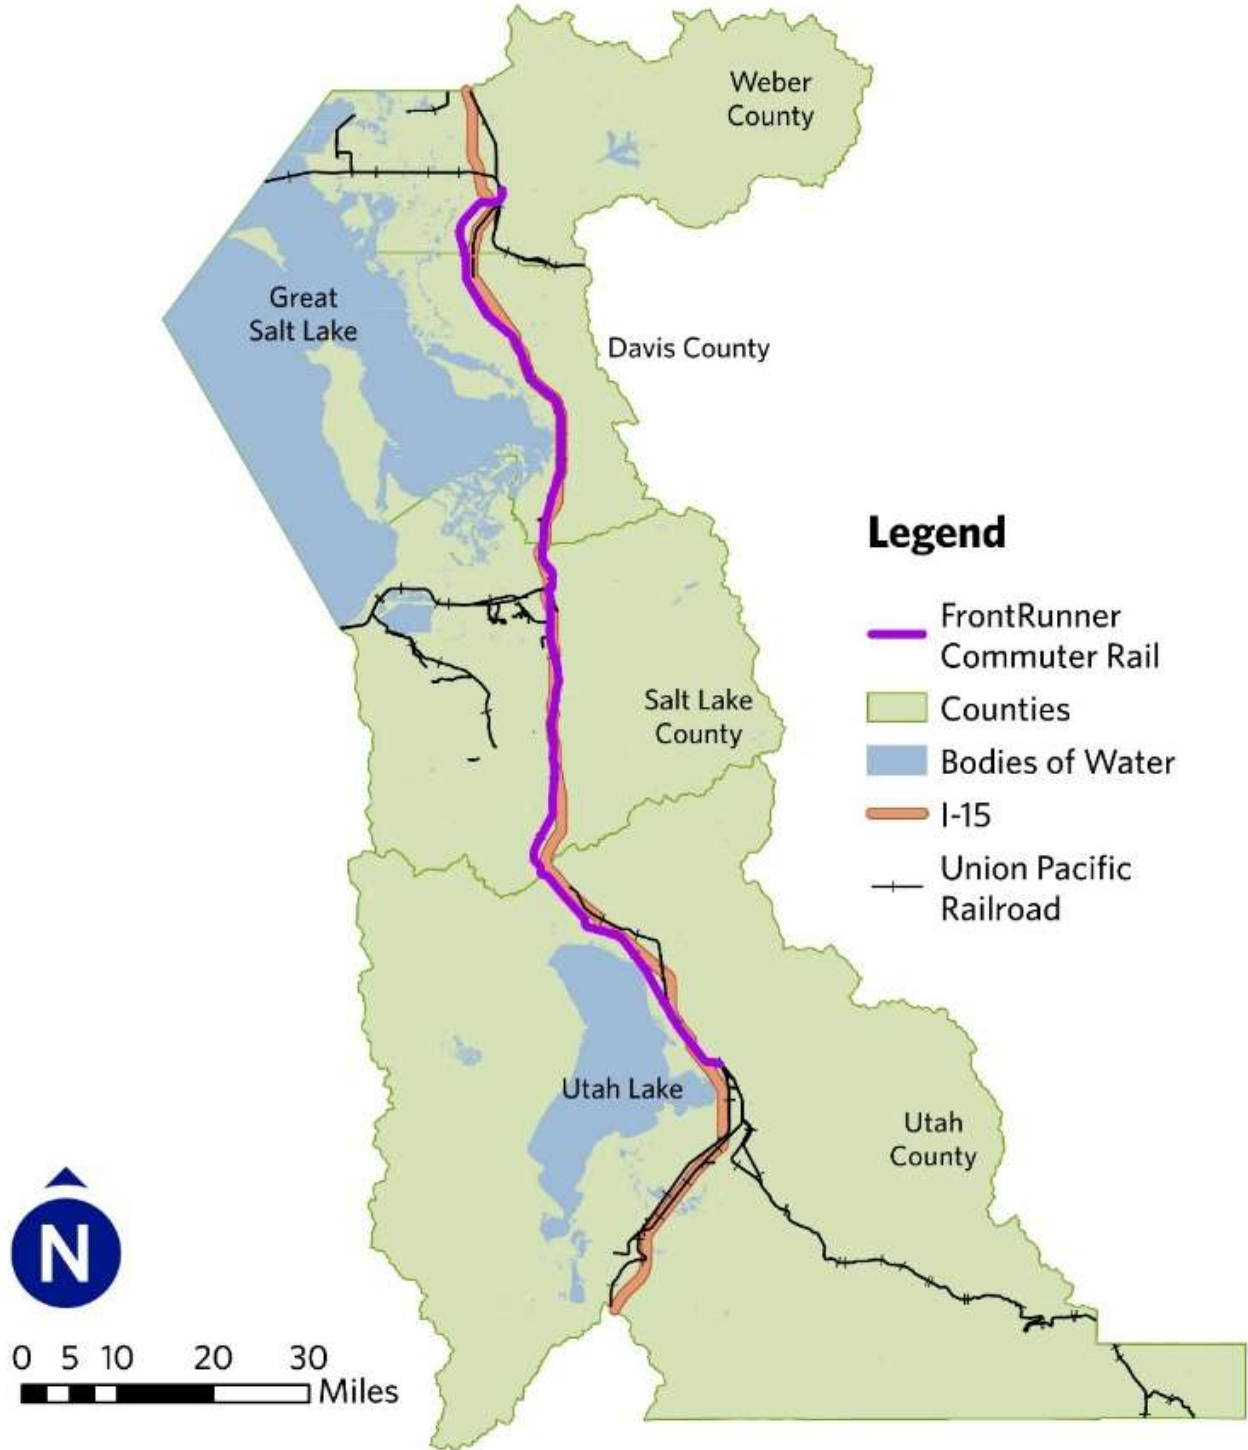 Weber
County
Great
Salt Lake
Davis County
Legend
FrontRunner
Commuter Rail
Counties
Salt Lake
County
Bodies of Water
I-15
Union Pacific
Railroad
Utah Lake
Utah
County
N
0 5 10 20 30
Miles